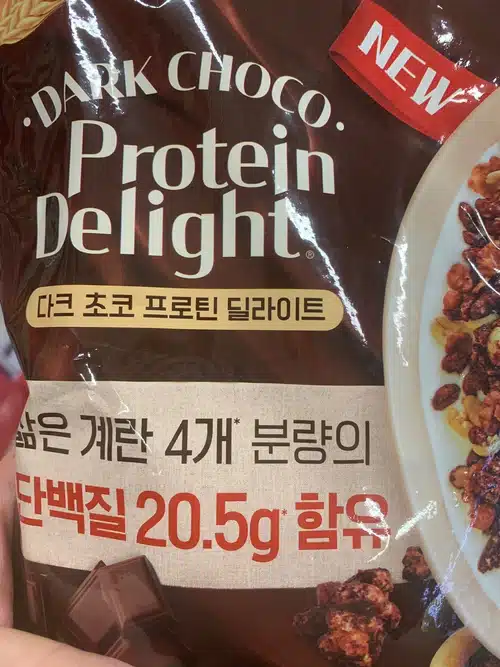 ·DARK CHOCO·
NEW
Protein
Delight®
다크 초코 프로틴 딜라이트
삶은 계란 4개* 분량의
단백질 20.5g* 함유